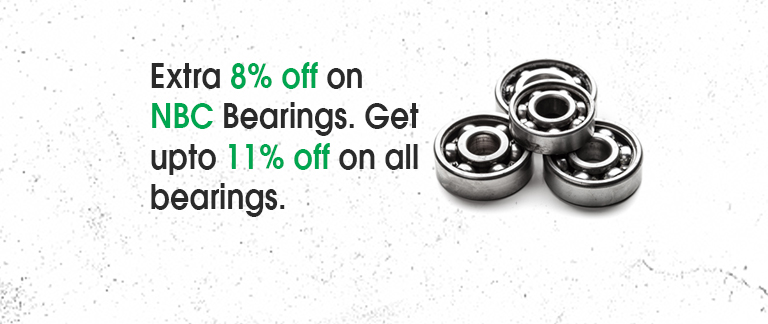 Extra 8% off on
NBC Bearings. Get
upto 11% off on all
bearings.